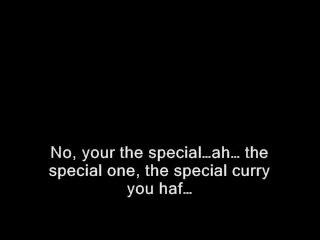 No, your the special...ah... the
special one, the special curry
you haf...